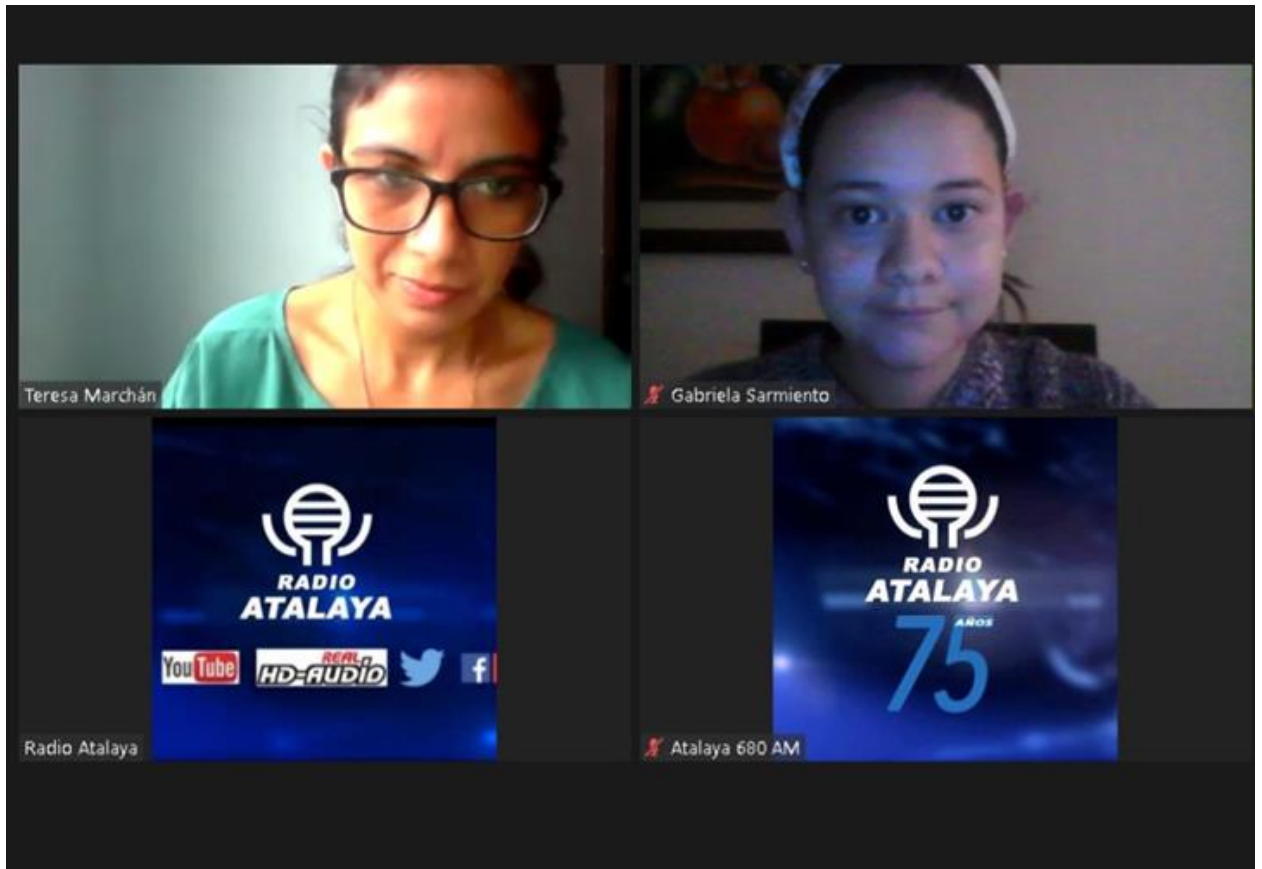 Teresa Marchán
Gabriela Sarmiento
RADIO
ATALAYA
YouTube
REAL
HD-AUDIO
f
Radio Atalaya
RADIO
ATALAYA
AÑOS
75
Atalaya 680 AM